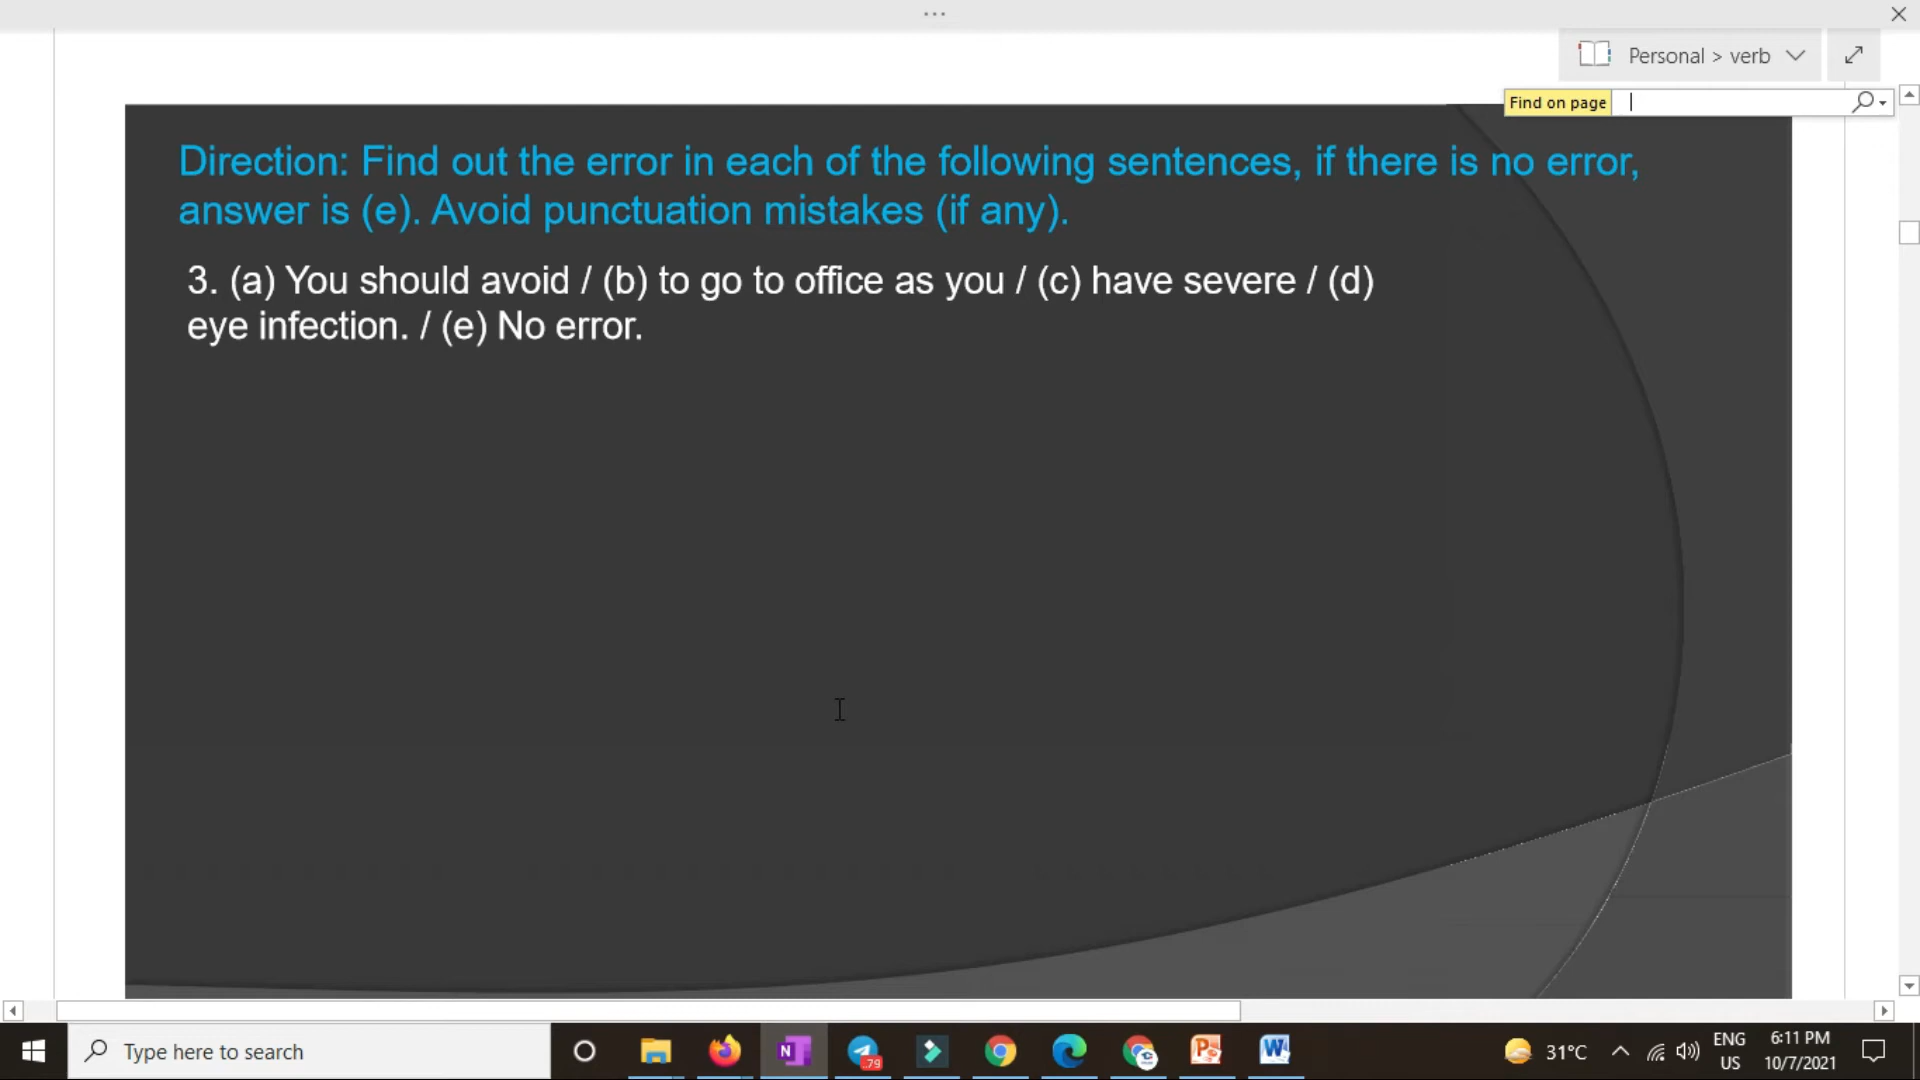 ...
Personal > verb
Find on page
Direction: Find out the error in each of the following sentences, if there is no error,
answer is (e). Avoid punctuation mistakes (if any).
3. (a) You should avoid / (b) to go to office as you / (c) have severe / (d)
eye infection. / (e) No error.
Type here to search
N
79
P
W
31°C
ENG
US
6:11 PM
10/7/2021